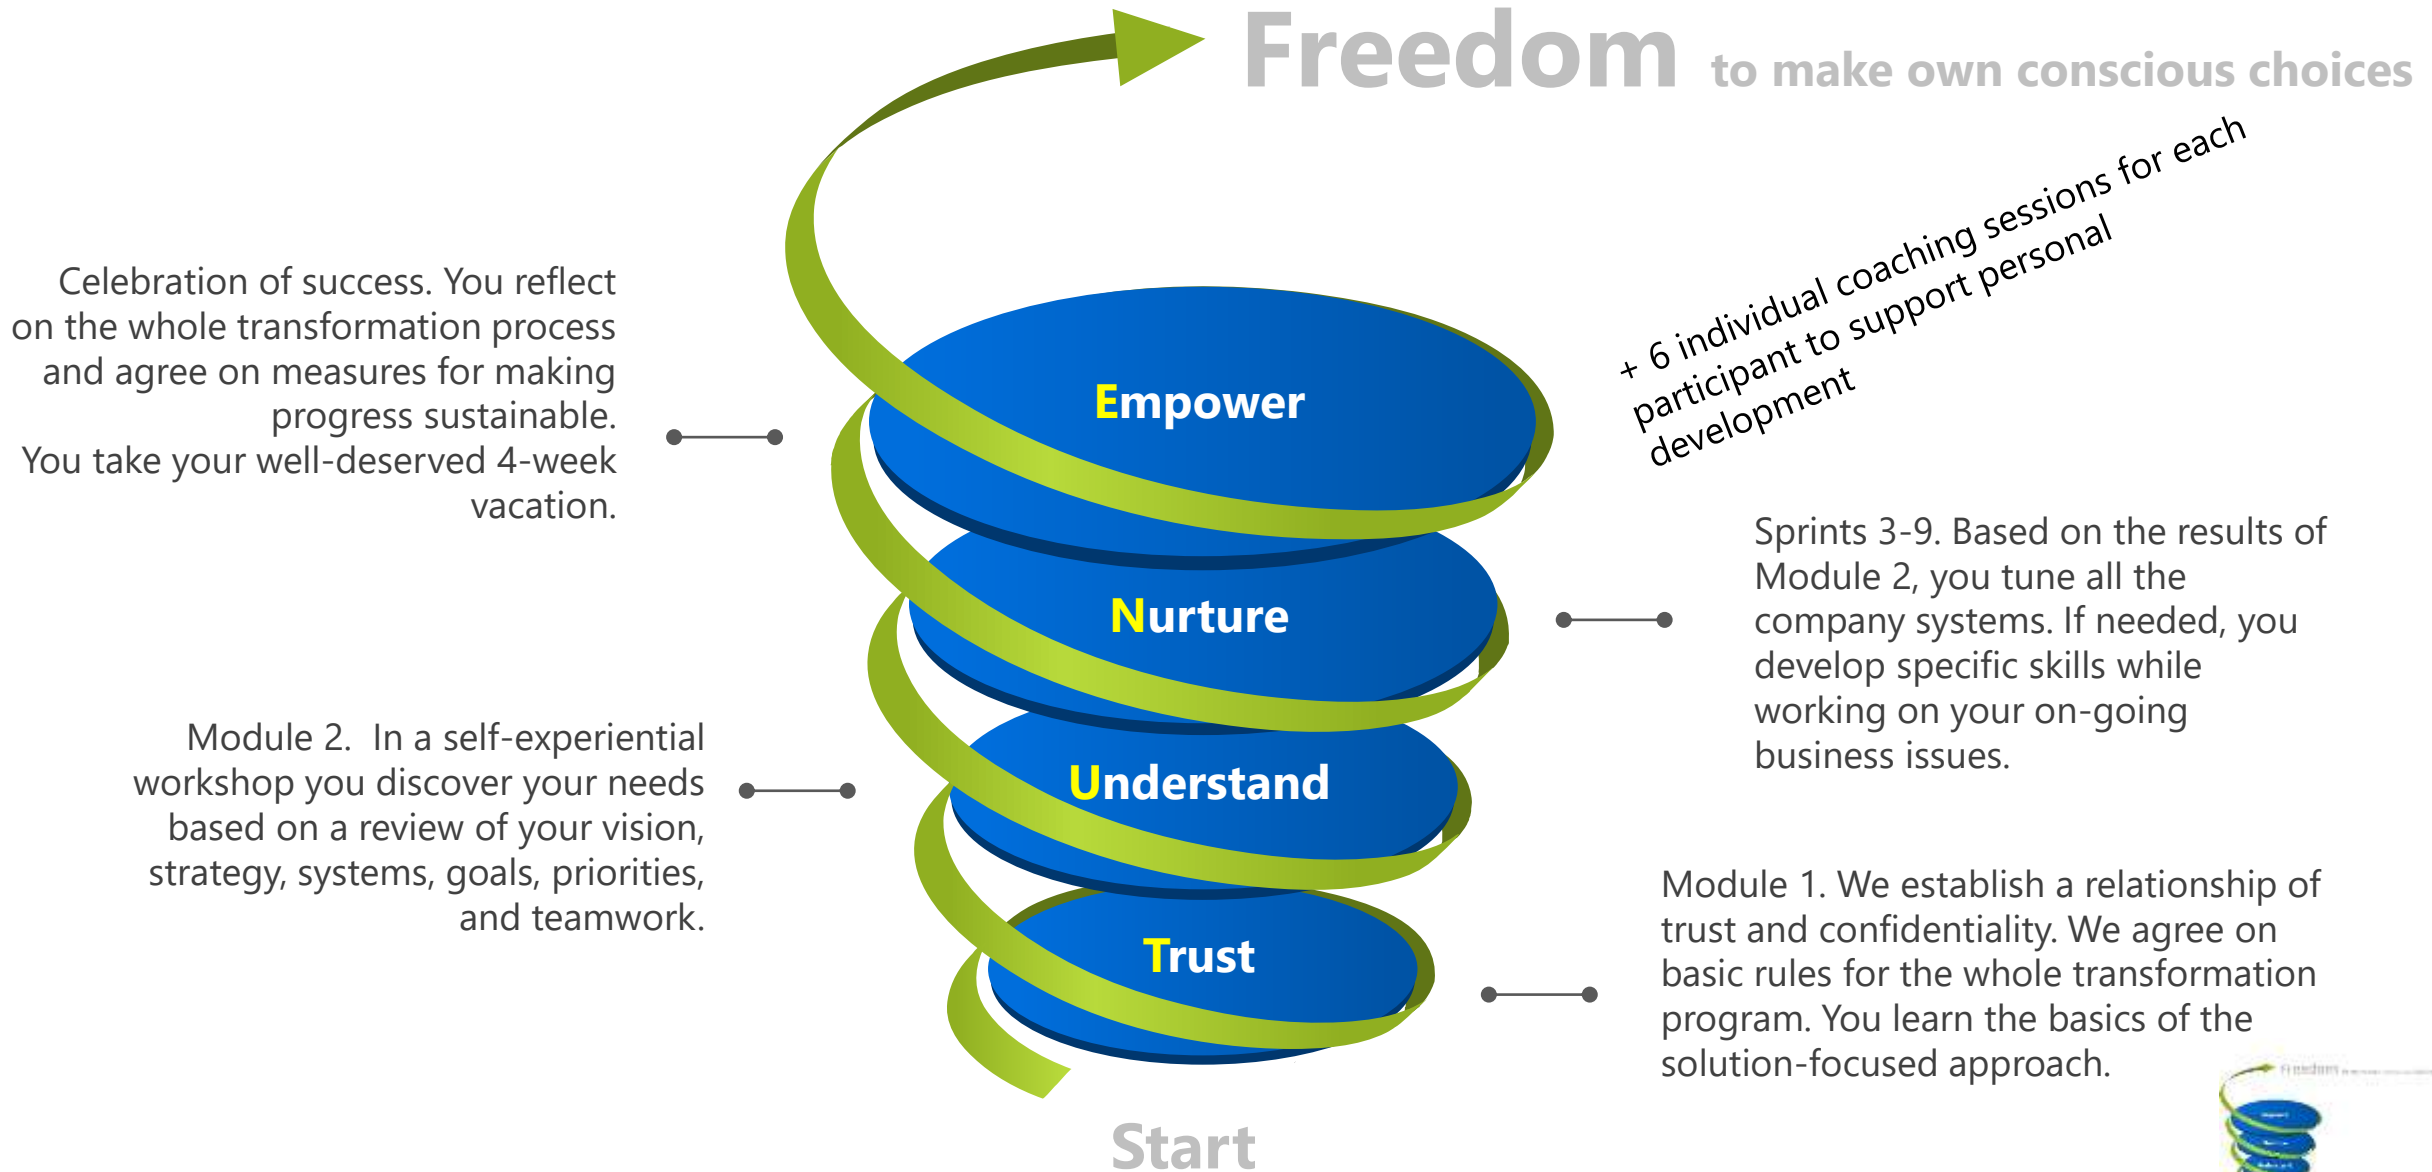 Freedom to make own conscious choices
+ 6 individual coaching sessions for each
participant to support personal
development
Celebration of success. You reflect
on the whole transformation process
and agree on measures for making
progress sustainable.
You take your well-deserved 4-week
vacation.
Empower
Sprints 3-9. Based on the results of
Module 2, you tune all the
company systems. If needed, you
develop specific skills while
working on your on-going
business issues.
Nurture
Module 2.  In a self-experiential
workshop you discover your needs
based on a review of your vision,
strategy, systems, goals, priorities,
and teamwork.
Understand
Module 1. We establish a relationship of
trust and confidentiality. We agree on
basic rules for the whole transformation
program. You learn the basics of the
solution-focused approach.
Trust
Start
Freedom